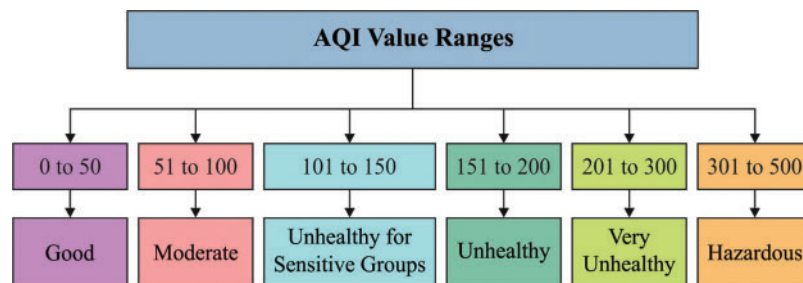 AQI Value Ranges
0 to 50
51 to 100
101 to 150
151 to 200
201 to 300
301 to 500
Good
Moderate
Unhealthy for
Sensitive Groups
Unhealthy
Very
Unhealthy
Hazardous